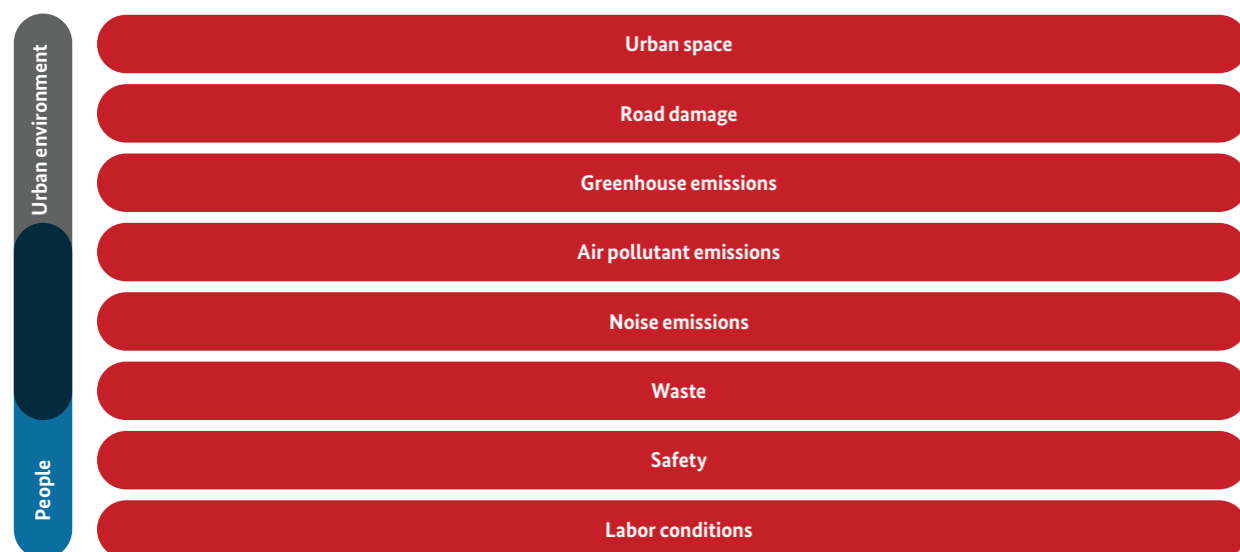 Urban environment
Urban space
Road damage
Greenhouse emissions
Air pollutant emissions
Noise emissions
Waste
People
Safety
Labor conditions